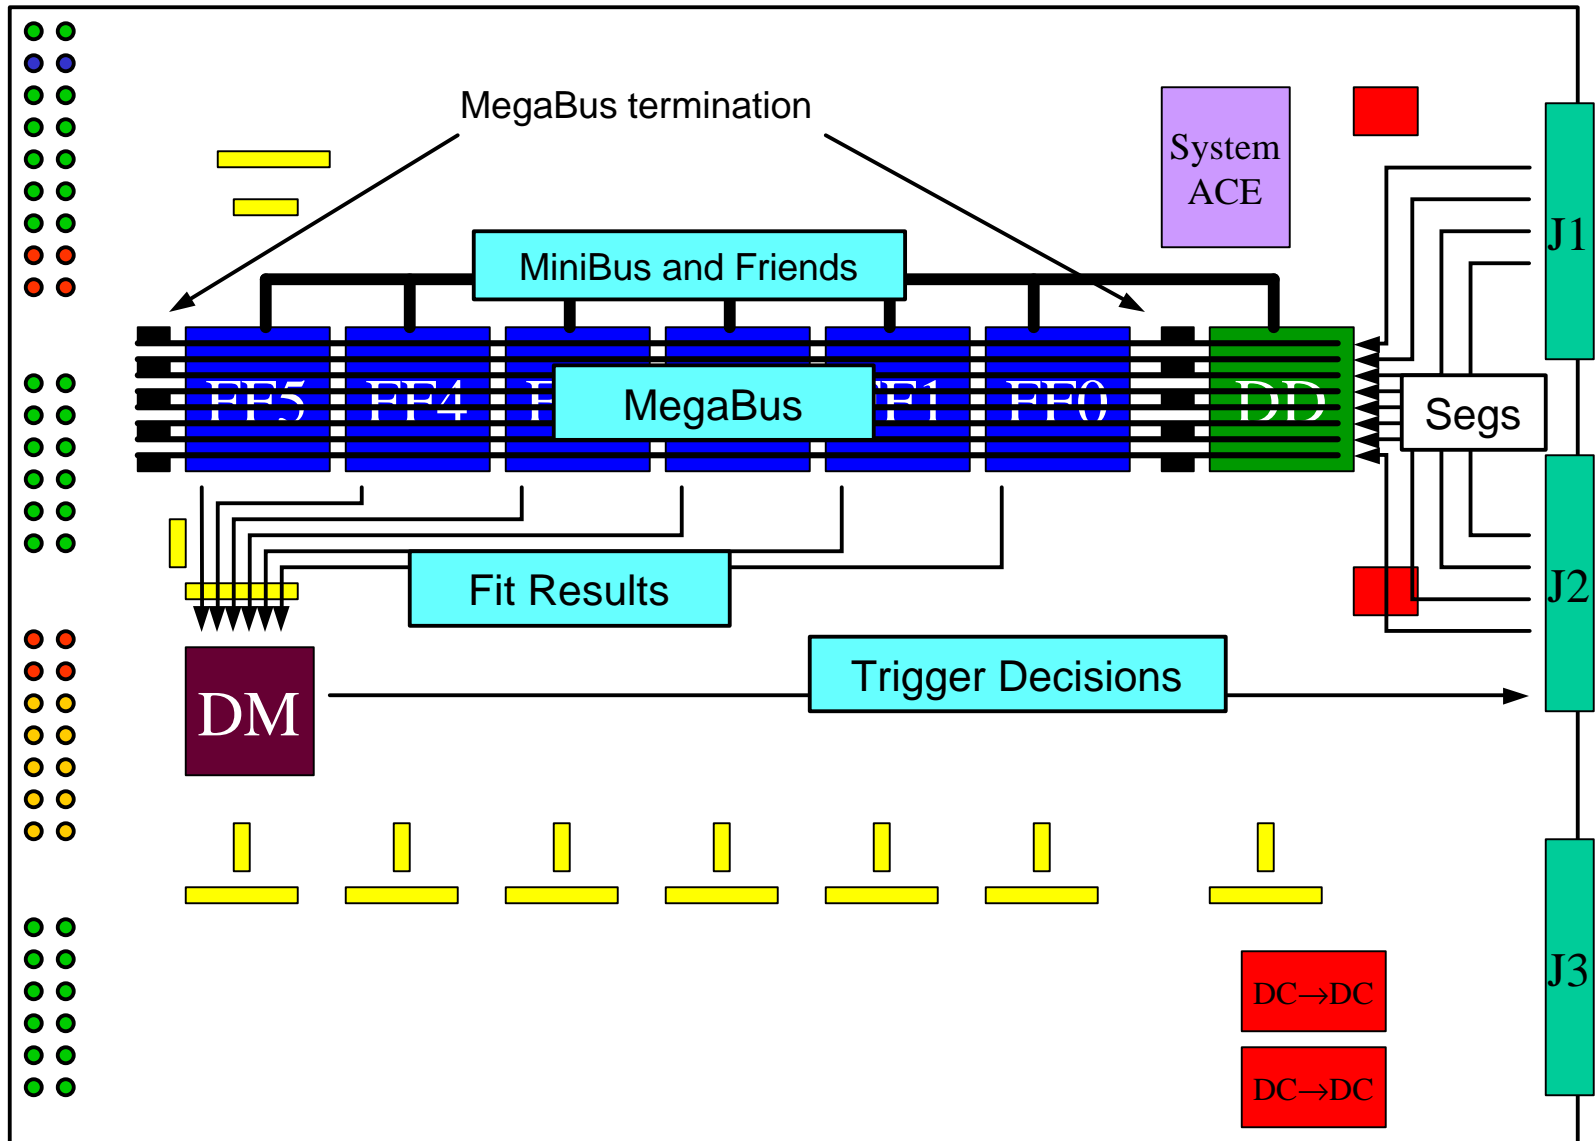 MegaBus termination
System
ACE
J1
MiniBus and Friends
FF5
FF4
MegaBus
FF0
DD
Segs
Fit Results
J2
Trigger Decisions
DM
J3
DC→DC
DC→DC